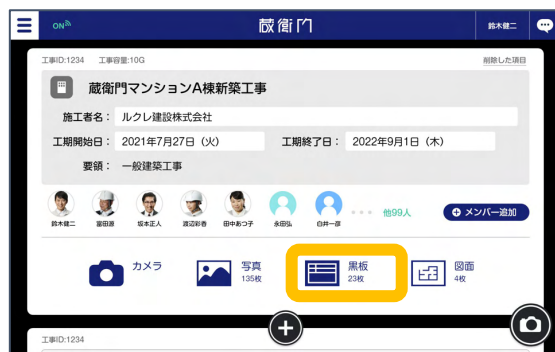 ON
蔵衛門
鈴木健二
工事ID:1234 工事容量:10G
削除した項目
蔵衛門マンションA棟新築工事
施工者名： ルクレ建設株式会社
工期開始日： 2021年7月27日（火） 工期終了日： 2022年9月1日（木）
要領： 一般建築工事
鈴木健二 富田源 坂本正人 渡辺彩香 田中あつ子 永田弘 白井一彦
他99人
メンバー追加
カメラ
写真
135枚
黒板
23枚
図面
4枚
工事ID:1234